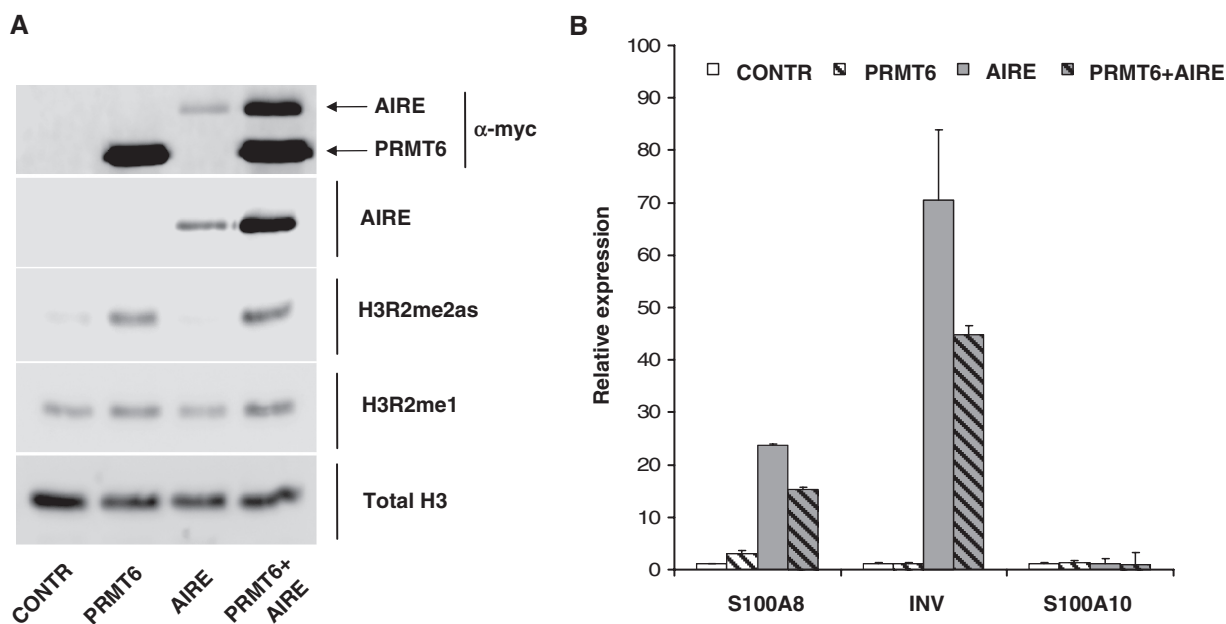 A
AIRE
PRMT6
α-myc
AIRE
H3R2me2as
H3R2me1
Total H3
CONTR
PRMT6
AIRE
PRMT6+
AIRE
B
CONTR PRMT6 AIRE PRMT6+AIRE
Relative expression
100
90
80
70
60
50
40
30
20
10
0
S100A8 INV S100A10